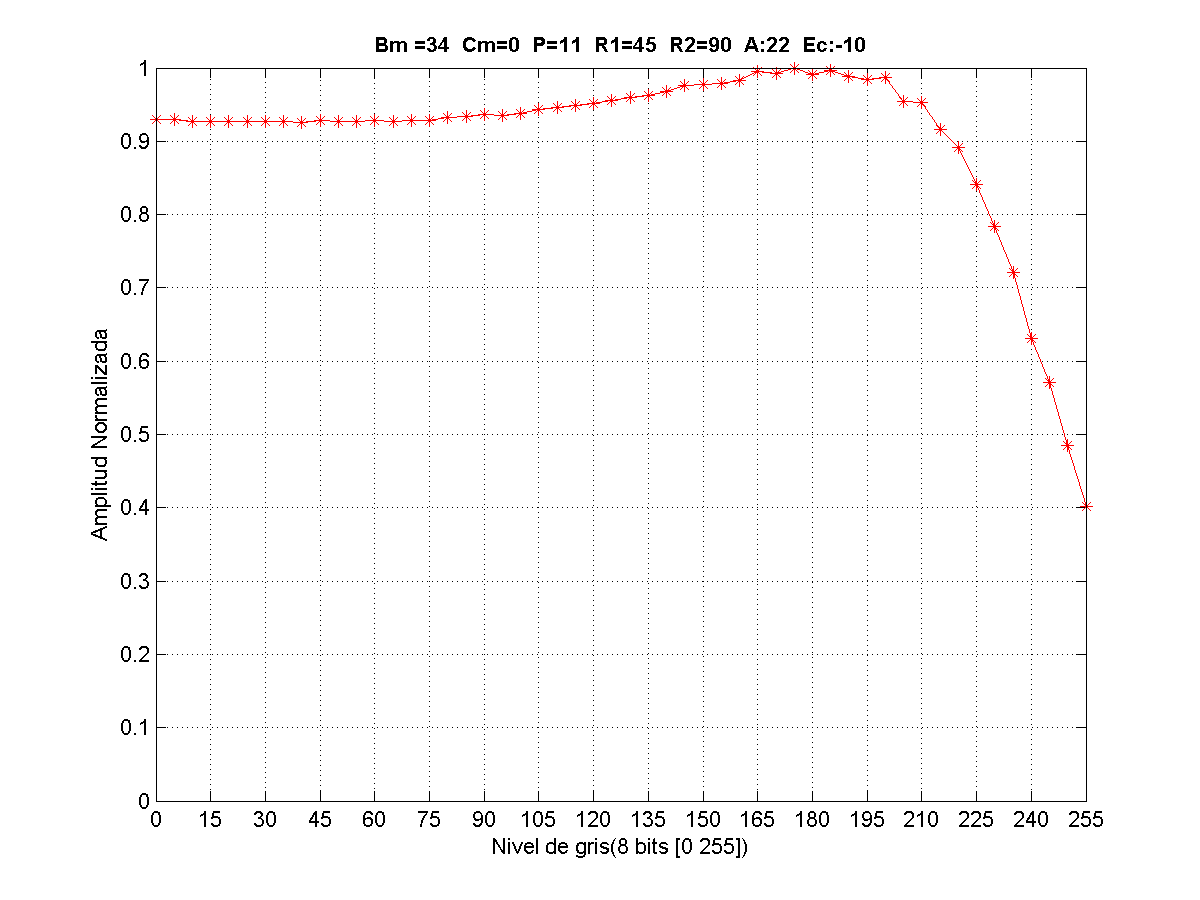 Bm =34 Cm=0 P=11 R1=45 R2=90 A:22 Ec:-10
1
0.9
0.8
0.7
0.6
0.5
0.4
0.3
0.2
0.1
0
Amplitud Normalizada
0 15 30 45 60 75 90 105 120 135 150 165 180 195 210 225 240 255
Nivel de gris(8 bits [0 255])